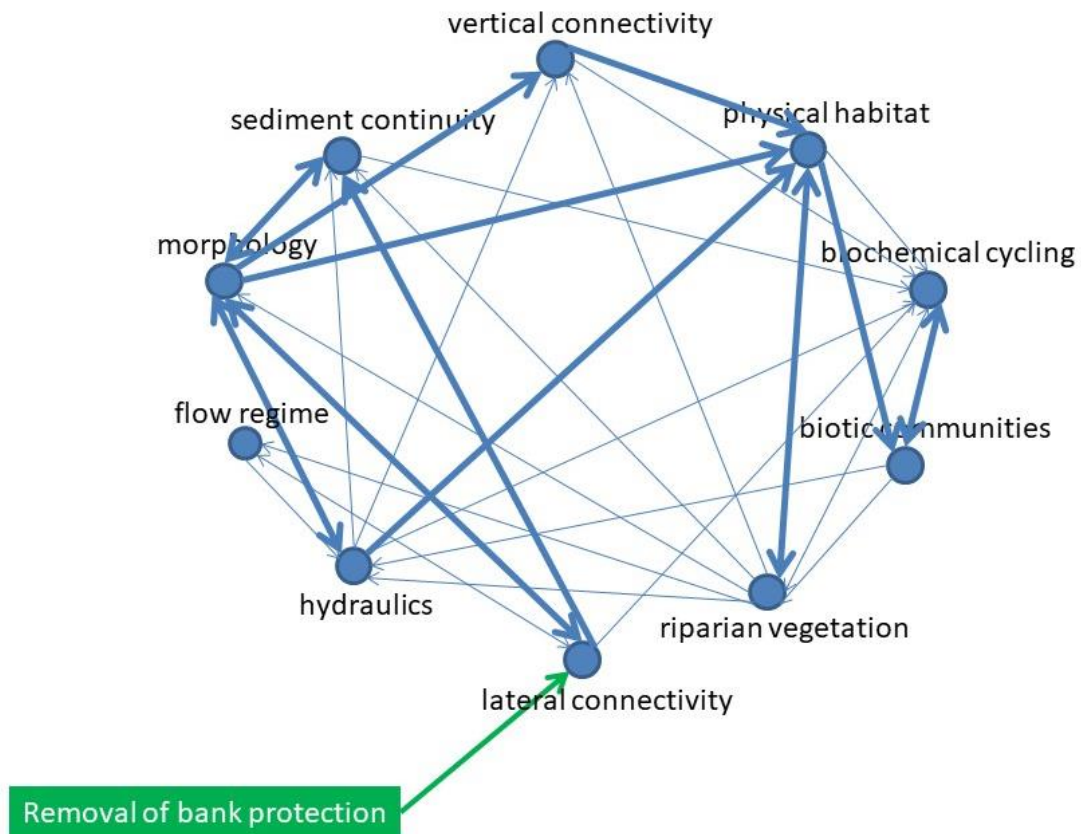 vertical connectivity
sediment continuity
physical habitat
morphology
biochemical cycling
flow regime
biotic communities
hydraulics
riparian vegetation
lateral connectivity
Removal of bank protection